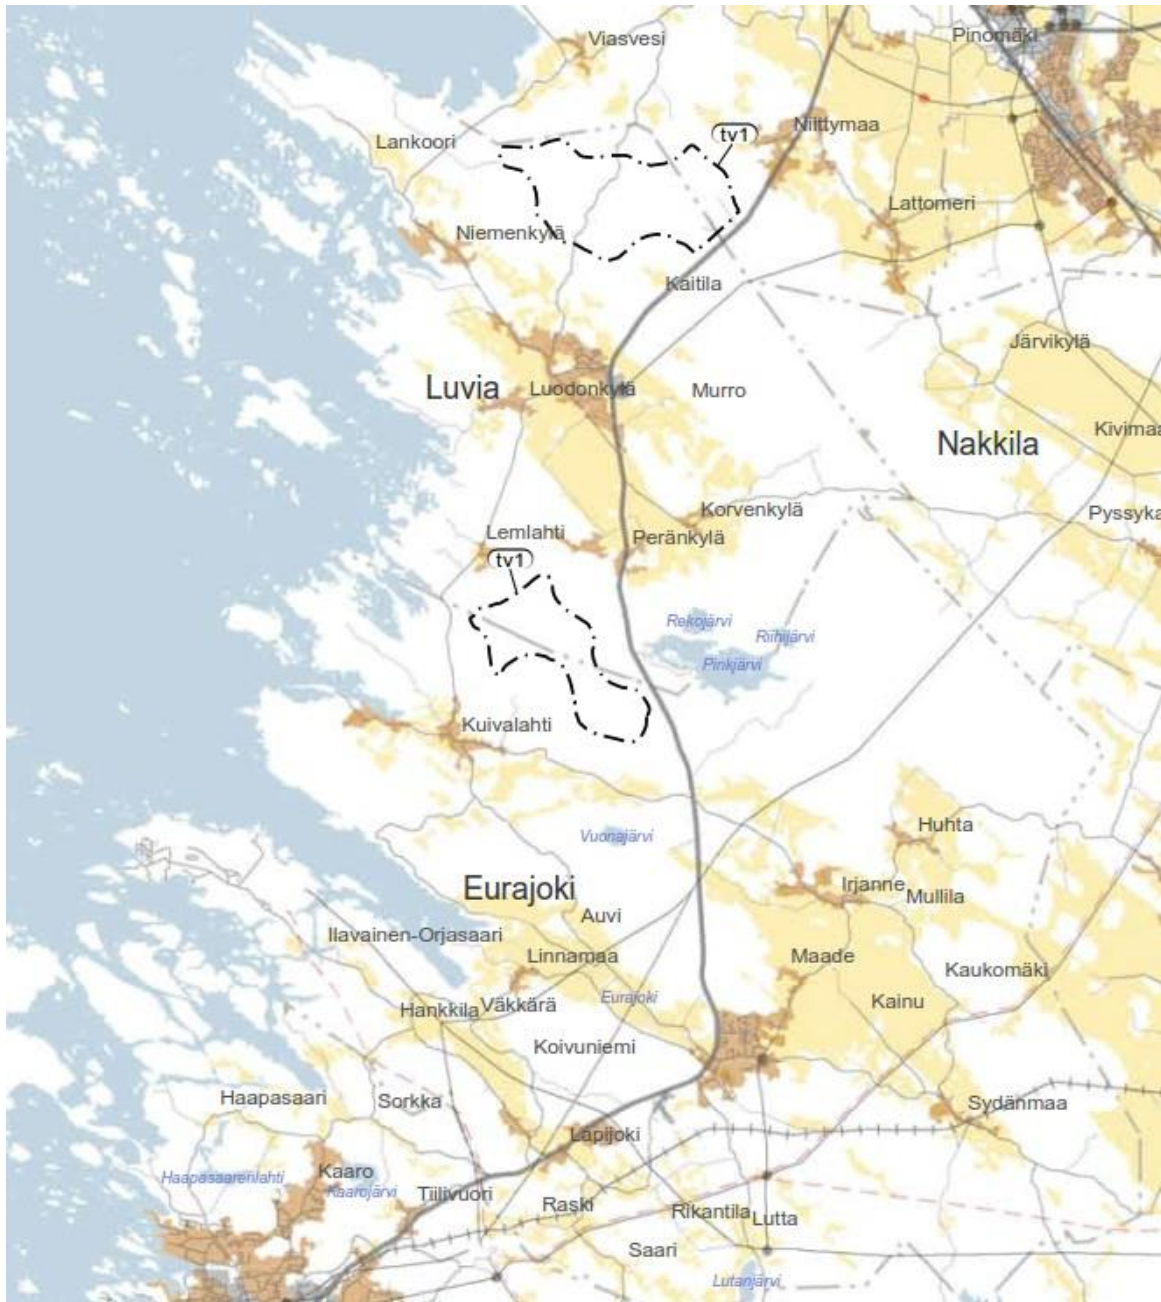 Viasvesi
Pinomäki
Lankoori
tv1
Niittymaa
Lattomeri
Niemenkylä
Kaitila
Järvikylä
Luvia
Luodonkylä
Murro
Kivimaa
Nakkila
Korvenkylä
Pyssyka
Lemlahti
Peränkylä
tv1
Rekojärvi
Riihijärvi
Pinkjärvi
Kuivalahti
Huhta
Vuonajärvi
Eurajoki
Irjanne
Mullila
Auvi
Ilavainen-Orjasaari
Linnamaa
Maade
Kaukomäki
Eurajoki
Kainu
Hankkila
Väkkärä
Koivuniemi
Haapasaari
Sorkka
Sydänmaa
Lapijoki
Kaaro
Haapasaarenlahti
Kaarojärvi
Tiilivuori
Raski
Rikantila
Lutta
Saari
Lutanjärvi